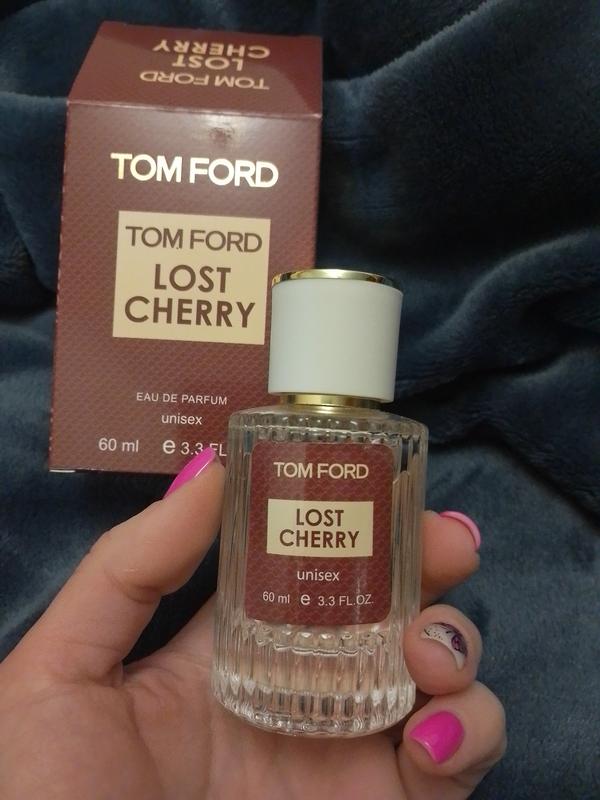 TOM FORD
LOST
CHERRY
TOM FORD
TOM FORD
LOST
CHERRY
EAU DE PARFUM
unisex
60 ml e 3.3 FL
TOM FORD
LOST
CHERRY
unisex
60 ml e 3.3 FL.OZ.